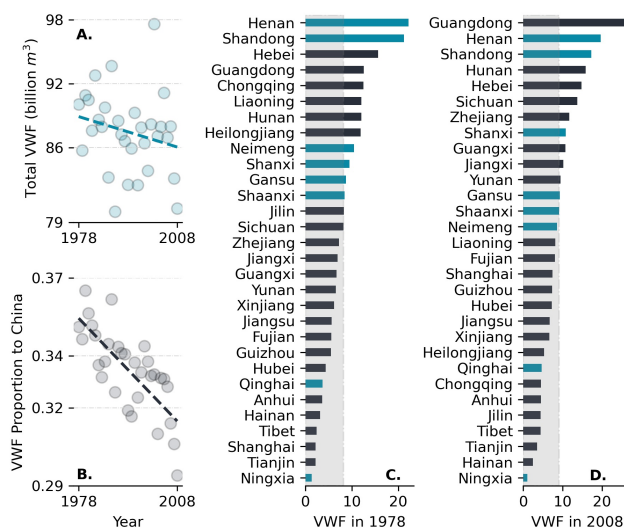 98
A.
92
86
79
1978
2008
Total VWF (billion m³)
0.37
0.34
0.32
0.29
B.
1978
2008
Year
VWF Proportion to China
Henan
Shandong
Hebei
Guangdong
Chongqing
Liaoning
Hunan
Heilongjiang
Neimeng
Shanxi
Gansu
Shaanxi
Jilin
Sichuan
Zhejiang
Jiangxi
Guangxi
Yunan
Xinjiang
Jiangsu
Fujian
Guizhou
Hubei
Qinghai
Anhui
Hainan
Tibet
Shanghai
Tianjin
Ningxia
C.
0
10
20
VWF in 1978
Guangdong
Henan
Shandong
Hunan
Hebei
Sichuan
Zhejiang
Shanxi
Guangxi
Jiangxi
Yunan
Gansu
Shaanxi
Neimeng
Liaoning
Fujian
Shanghai
Guizhou
Hubei
Jiangsu
Xinjiang
Heilongjiang
Qinghai
Chongqing
Anhui
Jilin
Tibet
Tianjin
Hainan
Ningxia
D.
0
10
20
VWF in 2008